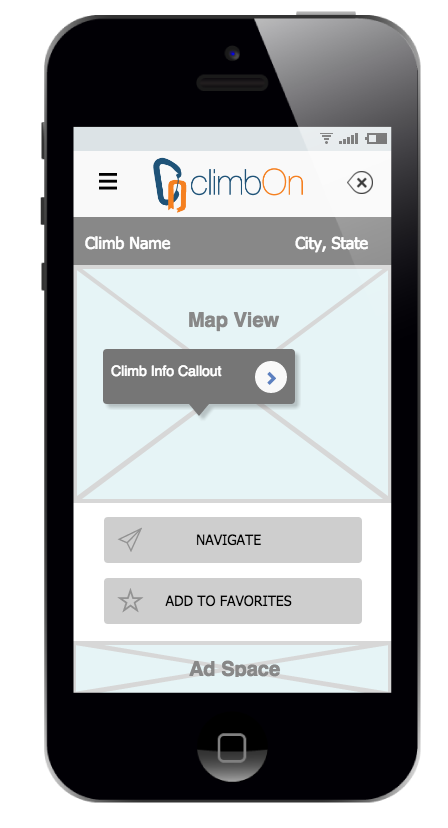 climbOn
Climb Name City, State
Map View
Climb Info Callout
NAVIGATE
ADD TO FAVORITES
Ad Space